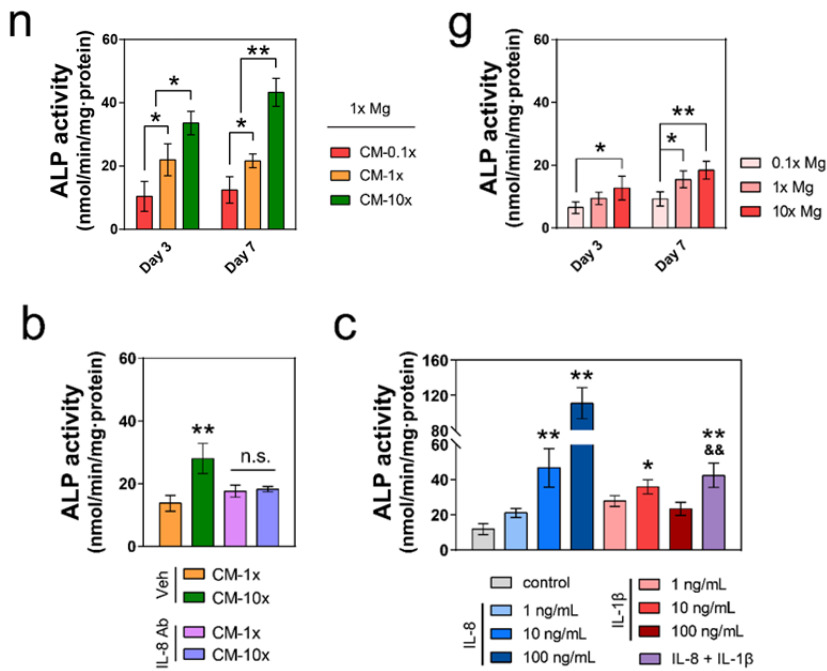 n
ALP activity
(nmol/min/mg·protein)
60
40
20
0
*
*
*
**
Day 3
Day 7
1x Mg
CM-0.1x
CM-1x
CM-10x
g
ALP activity
(nmol/min/mg·protein)
60
40
20
0
*
*
**
Day 3
Day 7
0.1x Mg
1x Mg
10x Mg
b
ALP activity
(nmol/min/mg·protein)
60
40
20
0
**
n.s.
Veh
CM-1x
CM-10x
IL-8 Ab
CM-1x
CM-10x
c
ALP activity
(nmol/min/mg·protein)
160
120
80
60
40
20
0
**
**
*
**
&&
control
IL-8
1 ng/mL
10 ng/mL
100 ng/mL
IL-1β
1 ng/mL
10 ng/mL
100 ng/mL
IL-8 + IL-1β